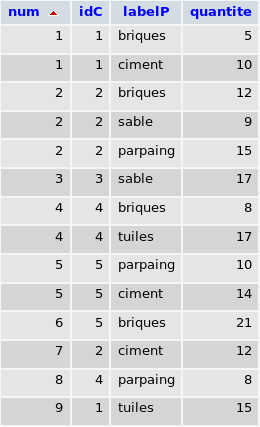 num idC labelP quantite
1 1 briques 5
1 1 ciment 10
2 2 briques 12
2 2 sable 9
2 2 parpaing 15
3 3 sable 17
4 4 briques 8
4 4 tuiles 17
5 5 parpaing 10
5 5 ciment 14
6 5 briques 21
7 2 ciment 12
8 4 parpaing 8
9 1 tuiles 15